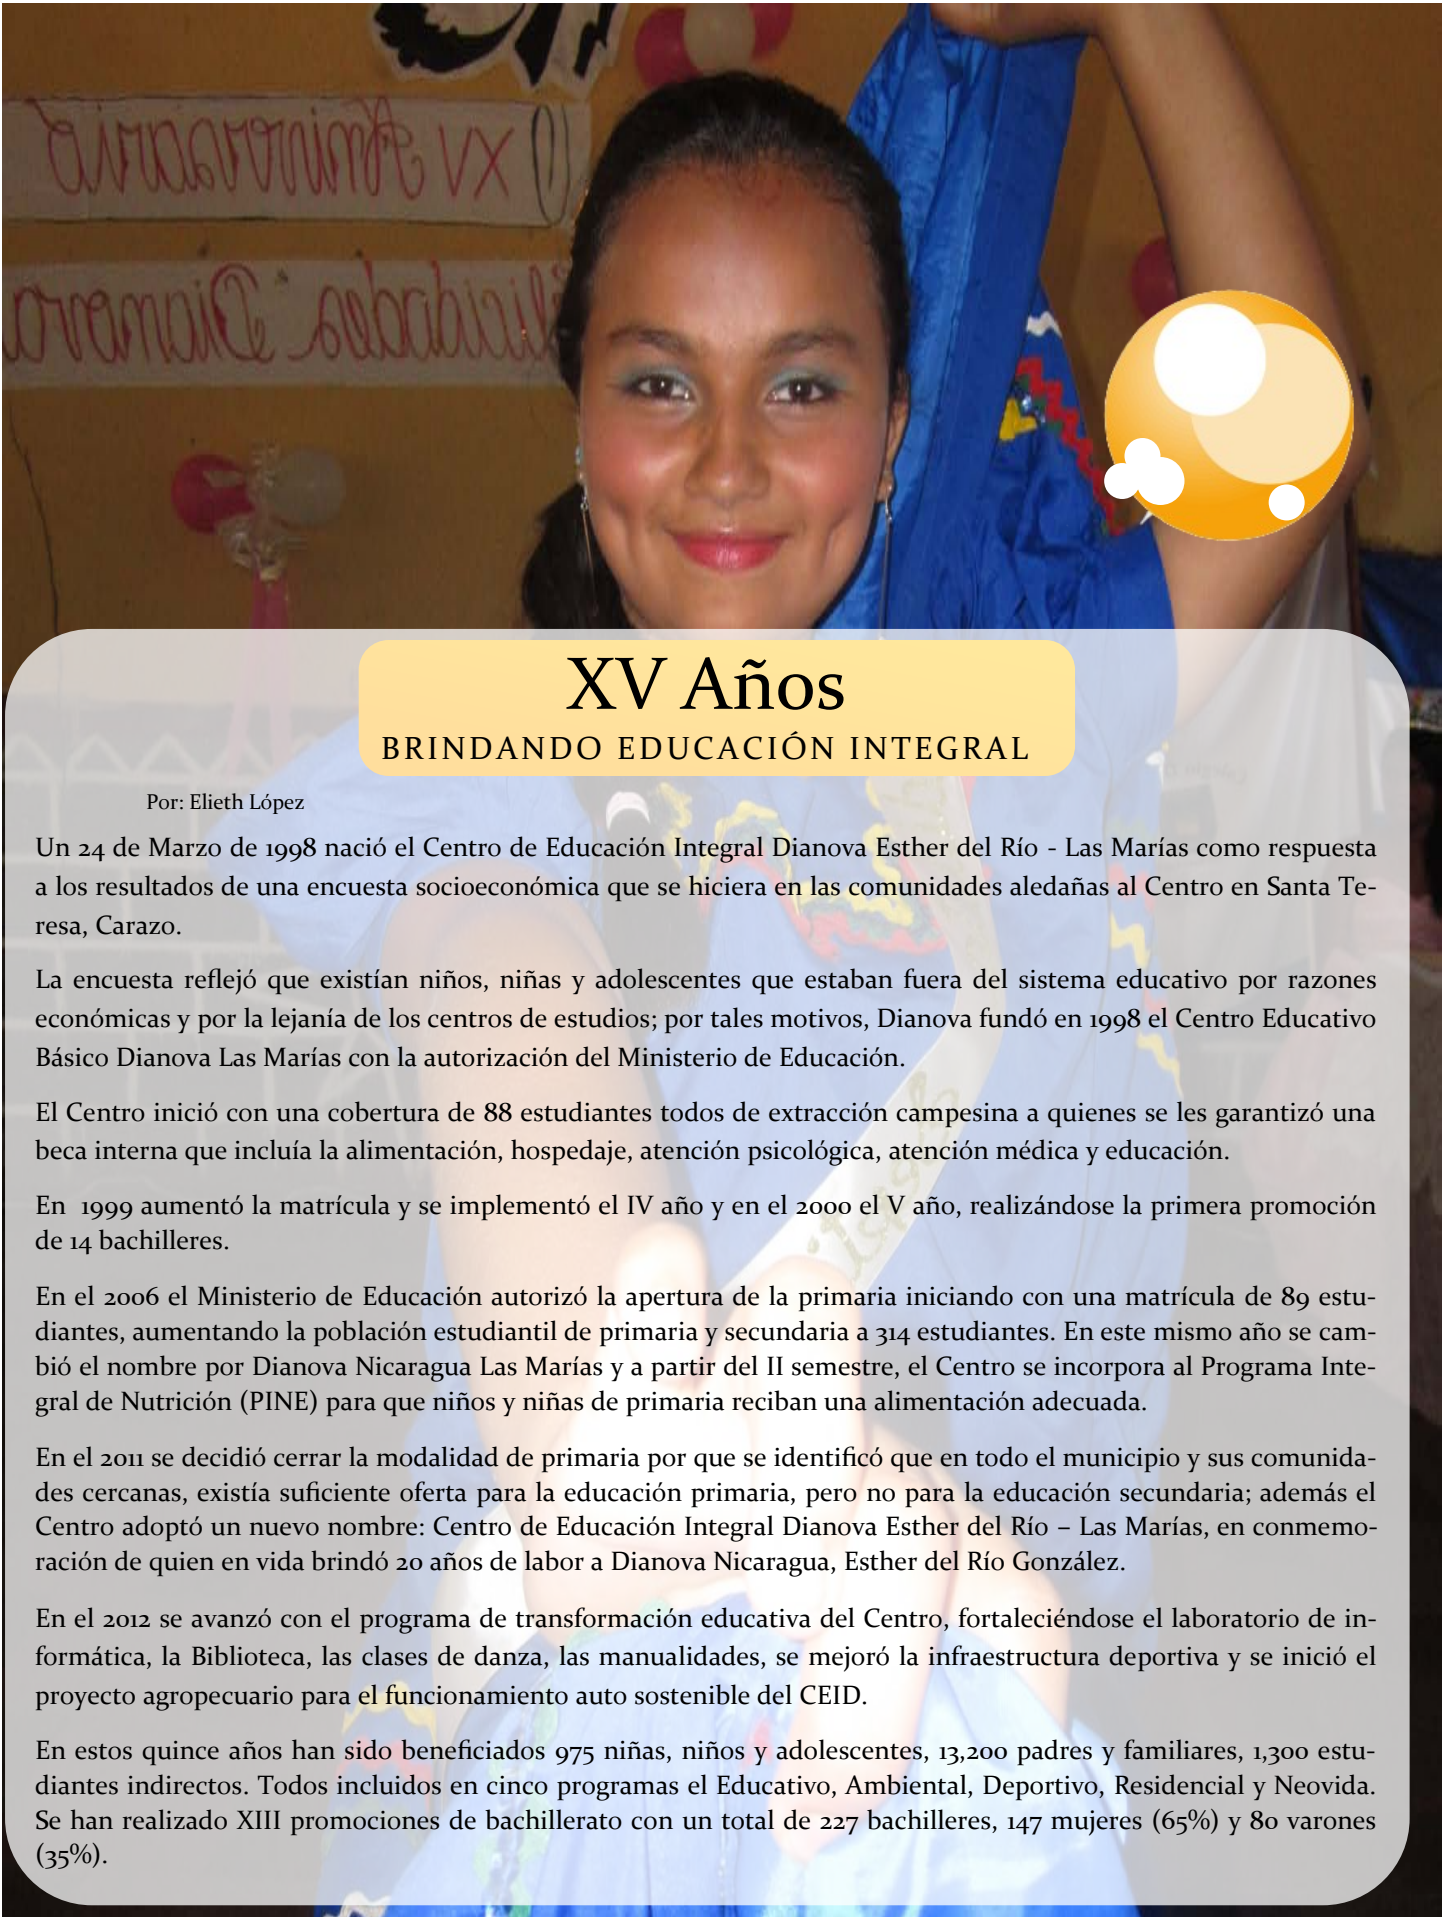 XV Aniversario
Felicidades Dianova
XV Años
BRINDANDO EDUCACIÓN INTEGRAL
Por: Elieth López
Un 24 de Marzo de 1998 nació el Centro de Educación Integral Dianova Esther del Río - Las Marías como respuesta
a los resultados de una encuesta socioeconómica que se hiciera en las comunidades aledañas al Centro en Santa Te-
resa, Carazo.
La encuesta reflejó que existían niños, niñas y adolescentes que estaban fuera del sistema educativo por razones
económicas y por la lejanía de los centros de estudios; por tales motivos, Dianova fundó en 1998 el Centro Educativo
Básico Dianova Las Marías con la autorización del Ministerio de Educación.
El Centro inició con una cobertura de 88 estudiantes todos de extracción campesina a quienes se les garantizó una
beca interna que incluía la alimentación, hospedaje, atención psicológica, atención médica y educación.
En 1999 aumentó la matrícula y se implementó el IV año y en el 2000 el V año, realizándose la primera promoción
de 14 bachilleres.
En el 2006 el Ministerio de Educación autorizó la apertura de la primaria iniciando con una matrícula de 89 estu-
diantes, aumentando la población estudiantil de primaria y secundaria a 314 estudiantes. En este mismo año se cam-
bió el nombre por Dianova Nicaragua Las Marías y a partir del II semestre, el Centro se incorpora al Programa Inte-
gral de Nutrición (PINE) para que niños y niñas de primaria reciban una alimentación adecuada.
En el 2011 se decidió cerrar la modalidad de primaria por que se identificó que en todo el municipio y sus comunida-
des cercanas, existía suficiente oferta para la educación primaria, pero no para la educación secundaria; además el
Centro adoptó un nuevo nombre: Centro de Educación Integral Dianova Esther del Río – Las Marías, en conmemo-
ración de quien en vida brindó 20 años de labor a Dianova Nicaragua, Esther del Río González.
En el 2012 se avanzó con el programa de transformación educativa del Centro, fortaleciéndose el laboratorio de in-
formática, la Biblioteca, las clases de danza, las manualidades, se mejoró la infraestructura deportiva y se inició el
proyecto agropecuario para el funcionamiento auto sostenible del CEID.
En estos quince años han sido beneficiados 975 niñas, niños y adolescentes, 13,200 padres y familiares, 1,300 estu-
diantes indirectos. Todos incluidos en cinco programas el Educativo, Ambiental, Deportivo, Residencial y Neovida.
Se han realizado XIII promociones de bachillerato con un total de 227 bachilleres, 147 mujeres (65%) y 80 varones
(35%).